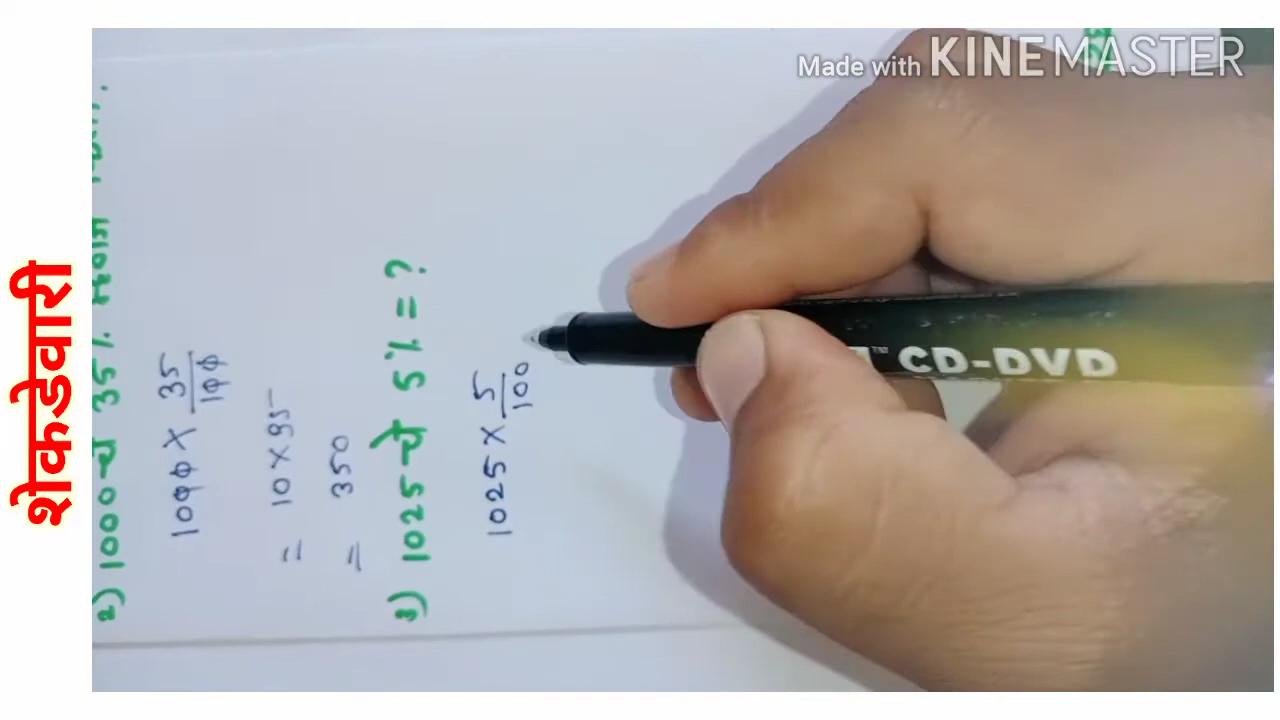 Made with KINEMASTER
शेकडेवारी
2) 1000 चे 35%
1000 × 35/100
= 10 × 35
= 350
3) 1025 चे 5% = ?
1025 × 5/100
CD-DVD